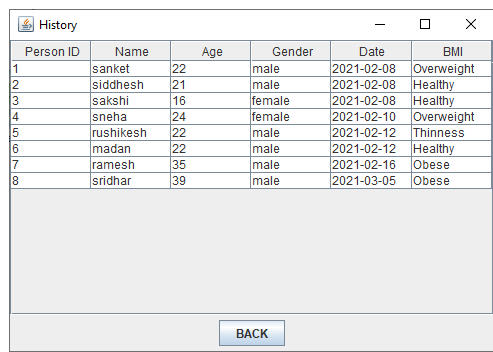 History
Person ID Name Age Gender Date BMI
1 sanket 22 male 2021-02-08 Overweight
2 siddhesh 21 male 2021-02-08 Healthy
3 sakshi 16 female 2021-02-08 Healthy
4 sneha 24 female 2021-02-10 Overweight
5 rushikesh 22 male 2021-02-12 Thinness
6 madan 22 male 2021-02-12 Healthy
7 ramesh 35 male 2021-02-16 Obese
8 sridhar 39 male 2021-03-05 Obese
BACK